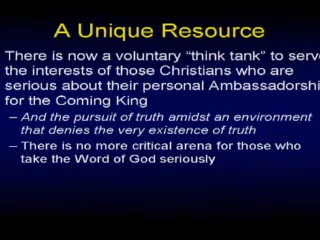 A Unique Resource
There is now a voluntary “think tank” to serve
the interests of those Christians who are
serious about their personal Ambassadorshi
for the Coming King
– And the pursuit of truth amidst an environment
that denies the very existence of truth
– There is no more critical arena for those who
take the Word of God seriously